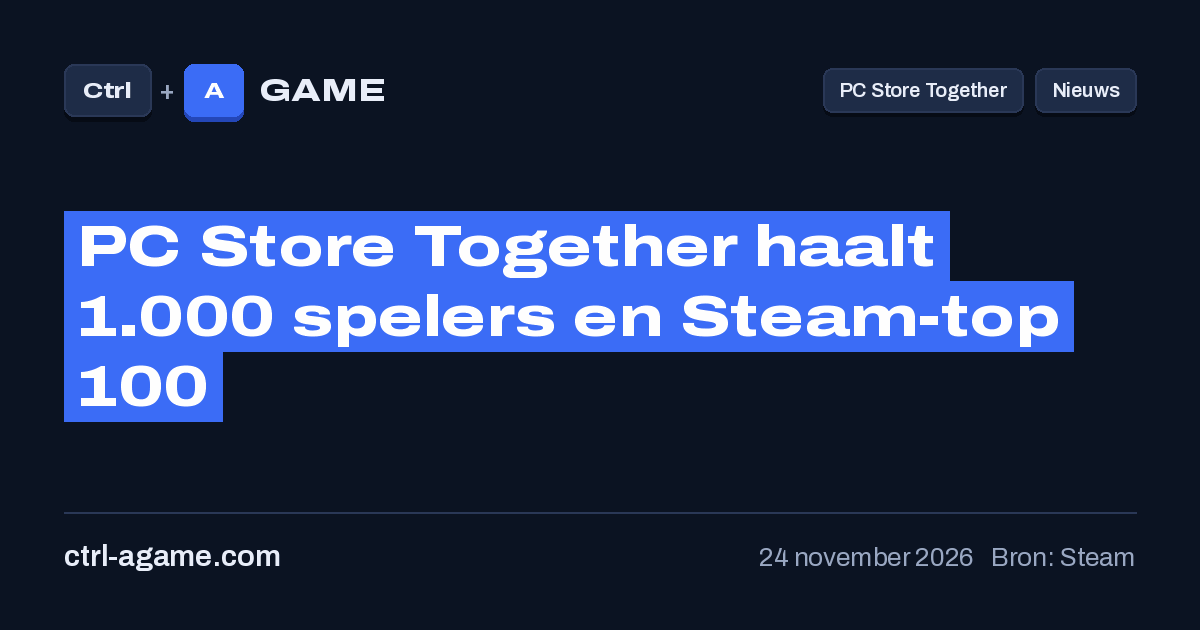 Ctrl + A GAME
PC Store Together Nieuws
PC Store Together haalt
1.000 spelers en Steam-top
100
ctrl-agame.com
24 november 2026 Bron: Steam